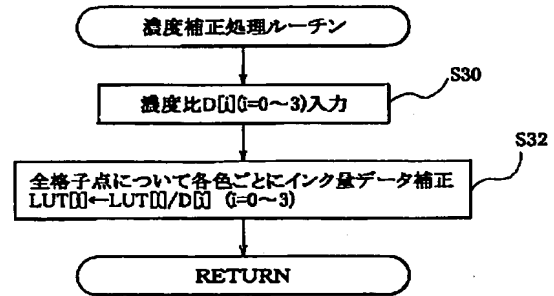 濃度補正処理ルーチン
S30
濃度比D[i](i=0～3)入力
S32
全格子点について各色ごとにインク量データ補正
LUT[i]←LUT[i]/D[i] (i=0～3)
RETURN